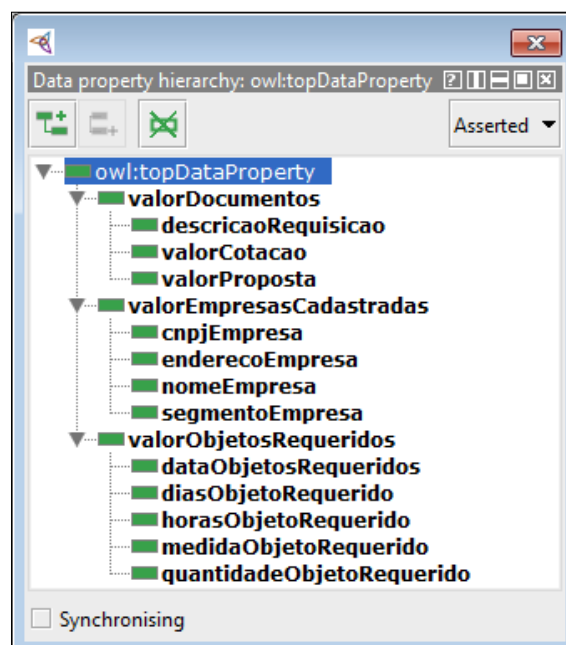 Data property hierarchy: owl:topDataProperty
Asserted
owl:topDataProperty
valorDocumentos
descricaoRequisicao
valorCotacao
valorProposta
valorEmpresasCadastradas
cnpjEmpresa
enderecoEmpresa
nomeEmpresa
segmentoEmpresa
valorObjetosRequeridos
dataObjetosRequeridos
diasObjetoRequerido
horasObjetoRequerido
medidaObjetoRequerido
quantidadeObjetoRequerido
Synchronising